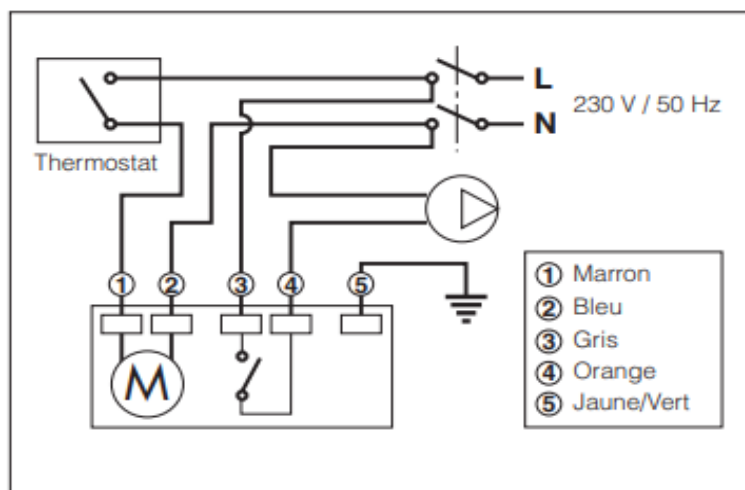 L
230 V / 50 Hz
N
Thermostat
1 2 3 4 5
M
① Marron
② Bleu
③ Gris
④ Orange
⑤ Jaune/Vert